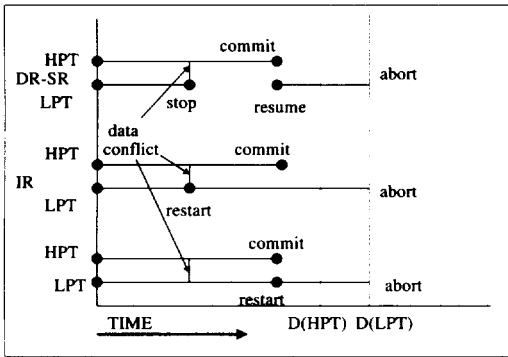 commit
HPT
DR-SR
abort
LPT
stop
resume
data
conflict
HPT
commit
IR
abort
LPT
restart
HPT
commit
LPT
abort
restart
TIME
D(HPT) D(LPT)